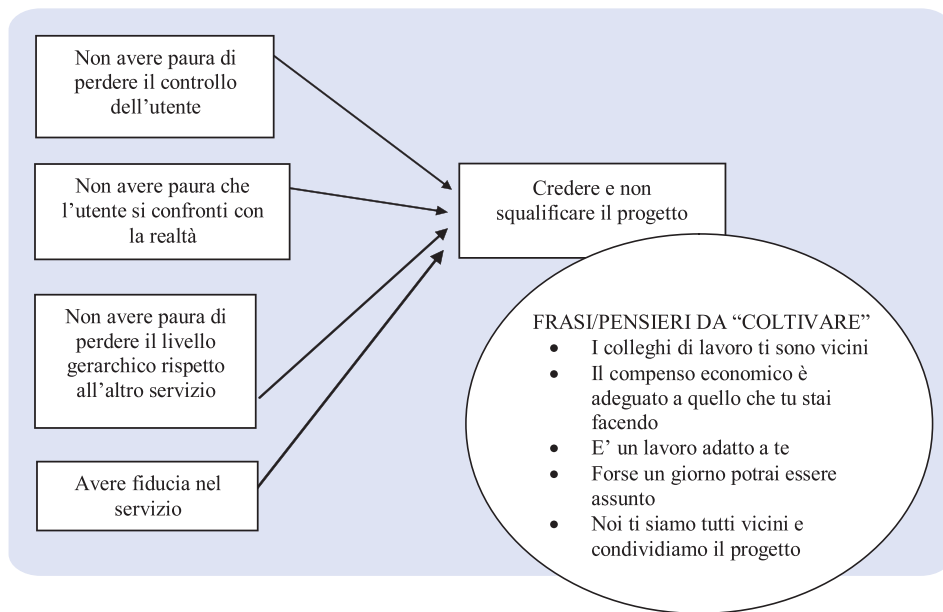 Non avere paura di
perdere il controllo
dell’utente
Non avere paura che
l’utente si confronti con
la realtà
Non avere paura di
perdere il livello
gerarchico rispetto
all’altro servizio
Avere fiducia nel
servizio
Credere e non
squalificare il progetto
FRASI/PENSIERI DA “COLTIVARE”
• I colleghi di lavoro ti sono vicini
• Il compenso economico è
adeguato a quello che tu stai
facendo
• E’ un lavoro adatto a te
• Forse un giorno potrai essere
assunto
• Noi ti siamo tutti vicini e
condividiamo il progetto